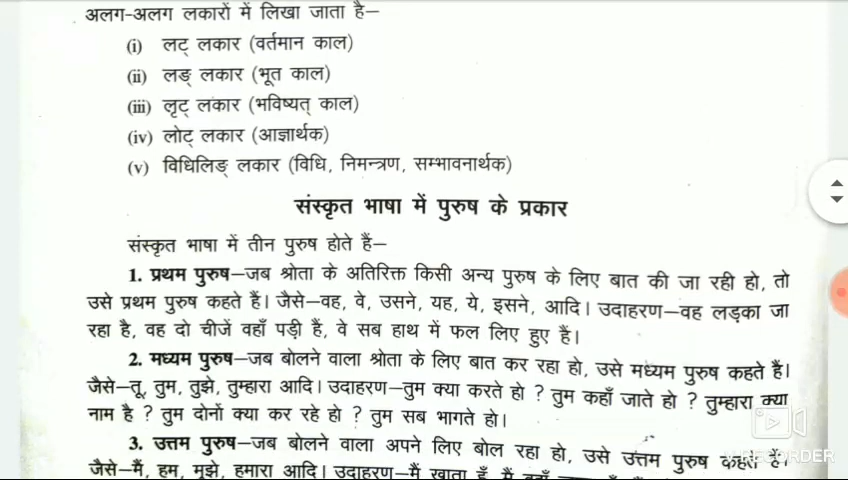 अलग-अलग लकारों में लिखा जाता है–
(i) लट् लकार (वर्तमान काल)
(ii) लङ् लकार (भूत काल)
(iii) लृट् लकार (भविष्यत् काल)
(iv) लोट् लकार (आज्ञार्थक)
(v) विधिलिङ् लकार (विधि, निमन्त्रण, सम्भावनार्थक)
संस्कृत भाषा में पुरुष के प्रकार
संस्कृत भाषा में तीन पुरुष होते हैं–
1. प्रथम पुरुष–जब श्रोता के अतिरिक्त किसी अन्य पुरुष के लिए बात की जा रही हो, तो
उसे प्रथम पुरुष कहते हैं। जैसे–वह, वे, उसने, यह, ये, इसने, आदि। उदाहरण–वह लड़का जा
रहा है, वह दो चीजें वहाँ पड़ी हैं, वे सब हाथ में फल लिए हुए हैं।
2. मध्यम पुरुष–जब बोलने वाला श्रोता के लिए बात कर रहा हो, उसे मध्यम पुरुष कहते हैं।
जैसे–तू, तुम, तुझे, तुम्हारा आदि। उदाहरण–तुम क्या करते हो ? तुम कहाँ जाते हो ? तुम्हारा क्या
नाम है ? तुम दोनों क्या कर रहे हो ? तुम सब भागते हो।
3. उत्तम पुरुष–जब बोलने वाला अपने लिए बोल रहा हो, उसे उत्तम पुरुष कहते हैं।
जैसे–मैं, हम, मुझे, हमारा आदि। उदाहरण–मैं खाता हूँ, मैं वहाँ
V RECORDER